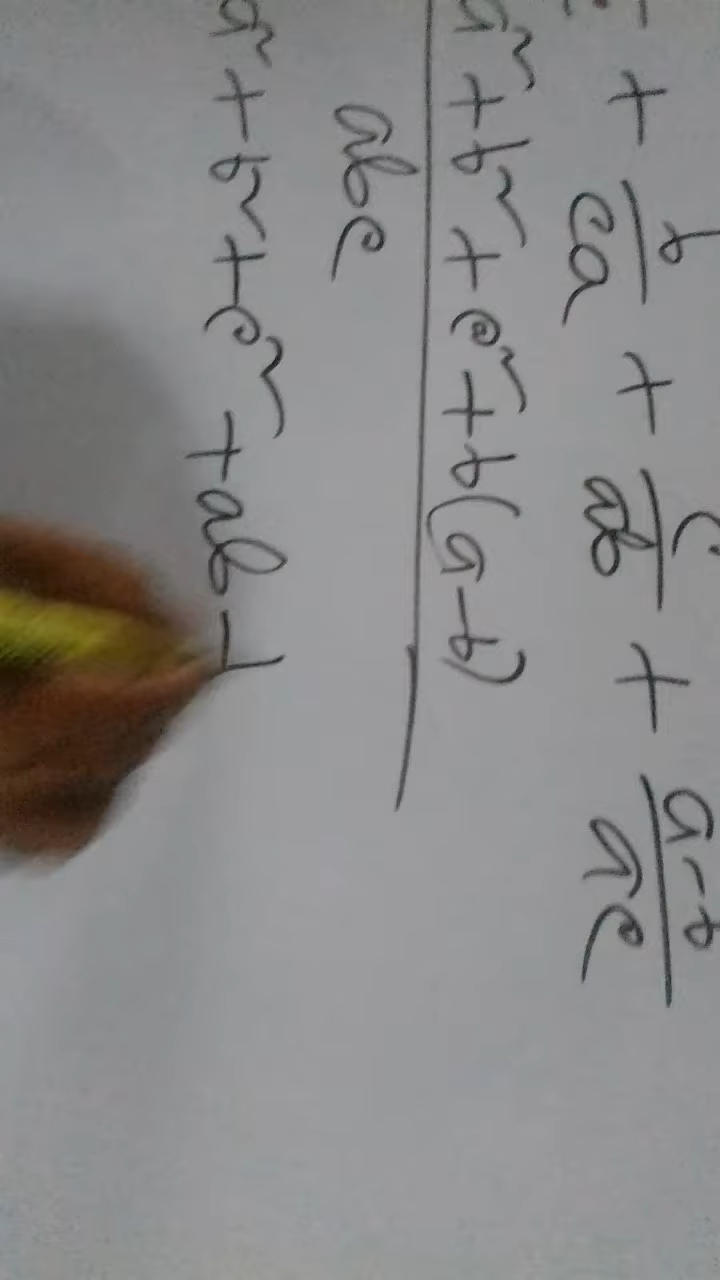 + b/ca + c/ab + a-b/ac
a² + b² + c² + b(a-b)
abc
a² + b² + c² + ab -